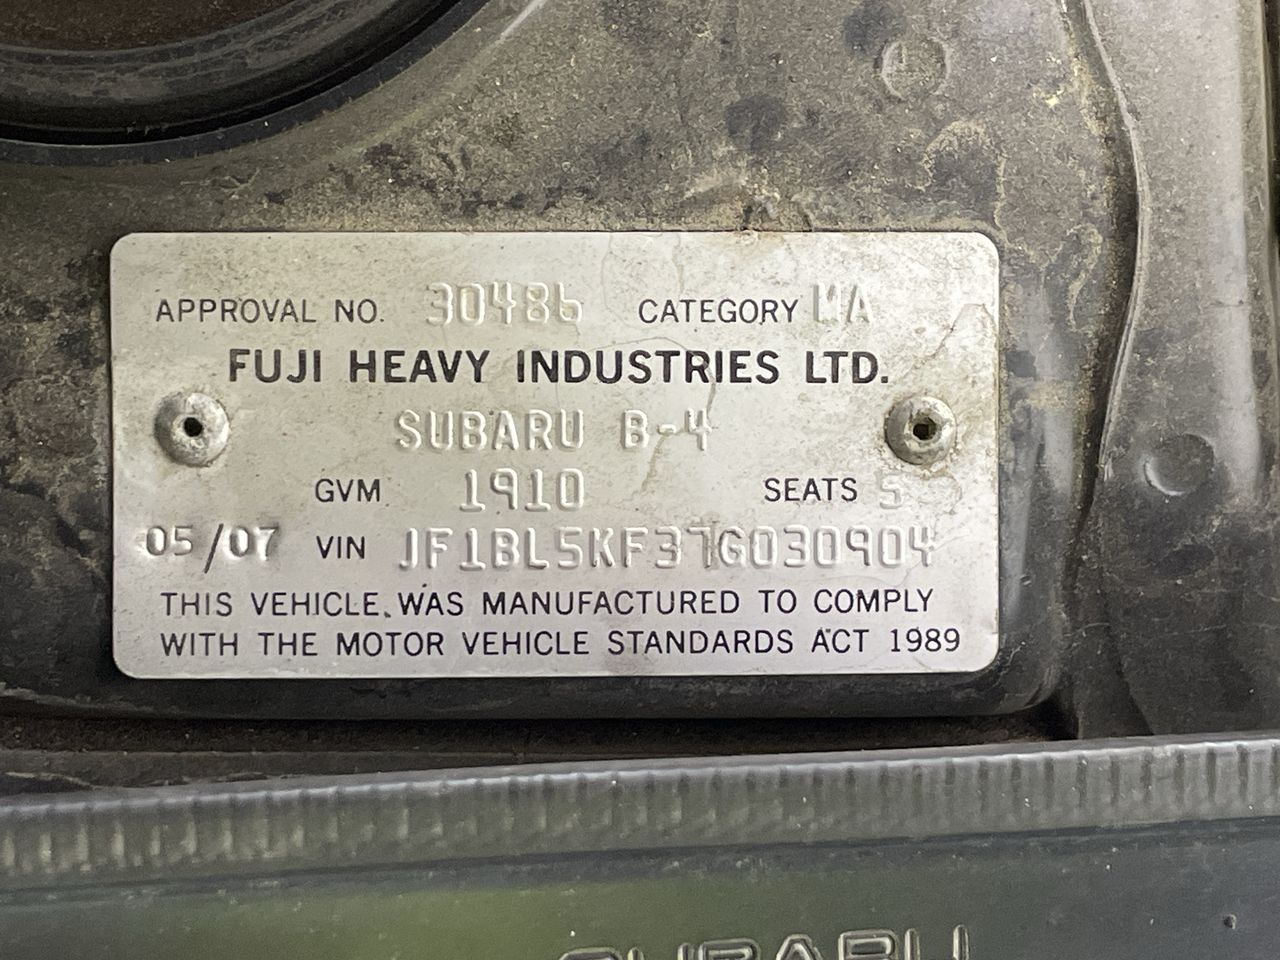 APPROVAL NO. 30486 CATEGORY MA
FUJI HEAVY INDUSTRIES LTD.
SUBARU B-4
GVM 1910 SEATS 5
05/07 VIN JF1BL5KF37G030904
THIS VEHICLE WAS MANUFACTURED TO COMPLY
WITH THE MOTOR VEHICLE STANDARDS ACT 1989
SUBARU